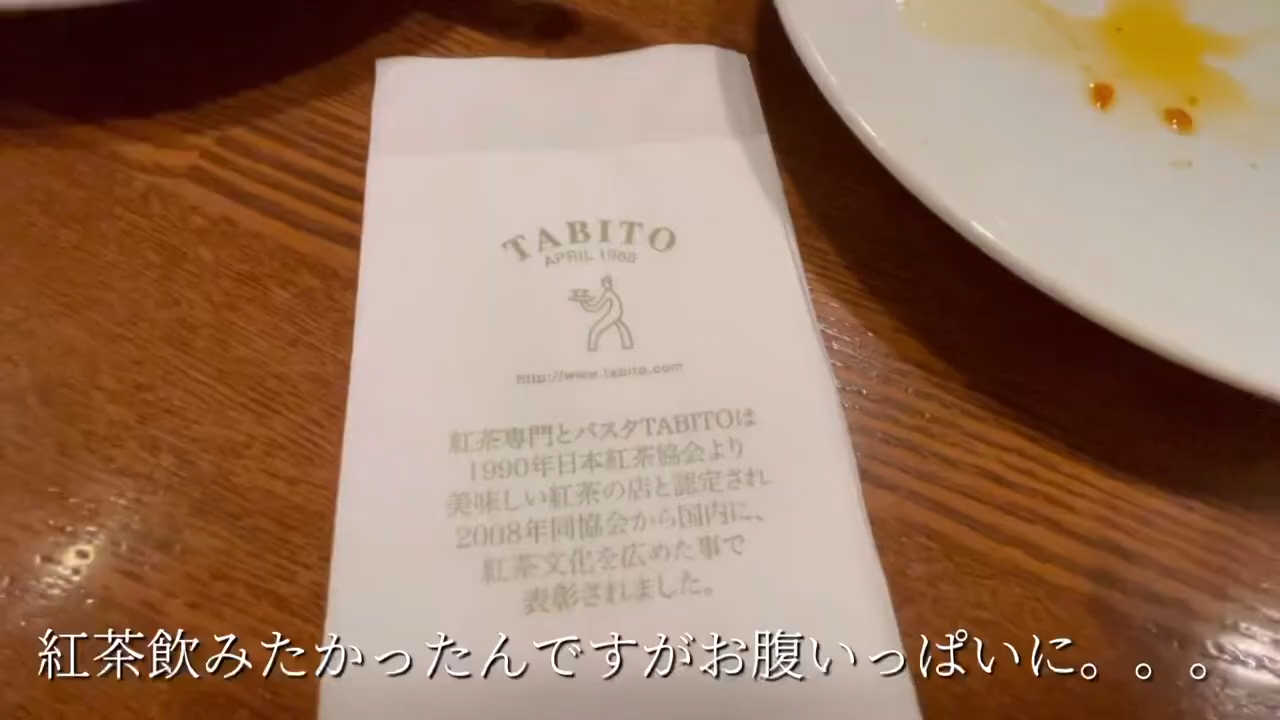 TABITO
APRIL 1988
http://www.tabito.com
紅茶専門とパスタTABITOは
1990年日本紅茶協会より
美味しい紅茶の店と認定され
2008年同協会から国内に、
紅茶文化を広めた事で
表彰されました。
紅茶飲みたかったんですがお腹いっぱいに。。。